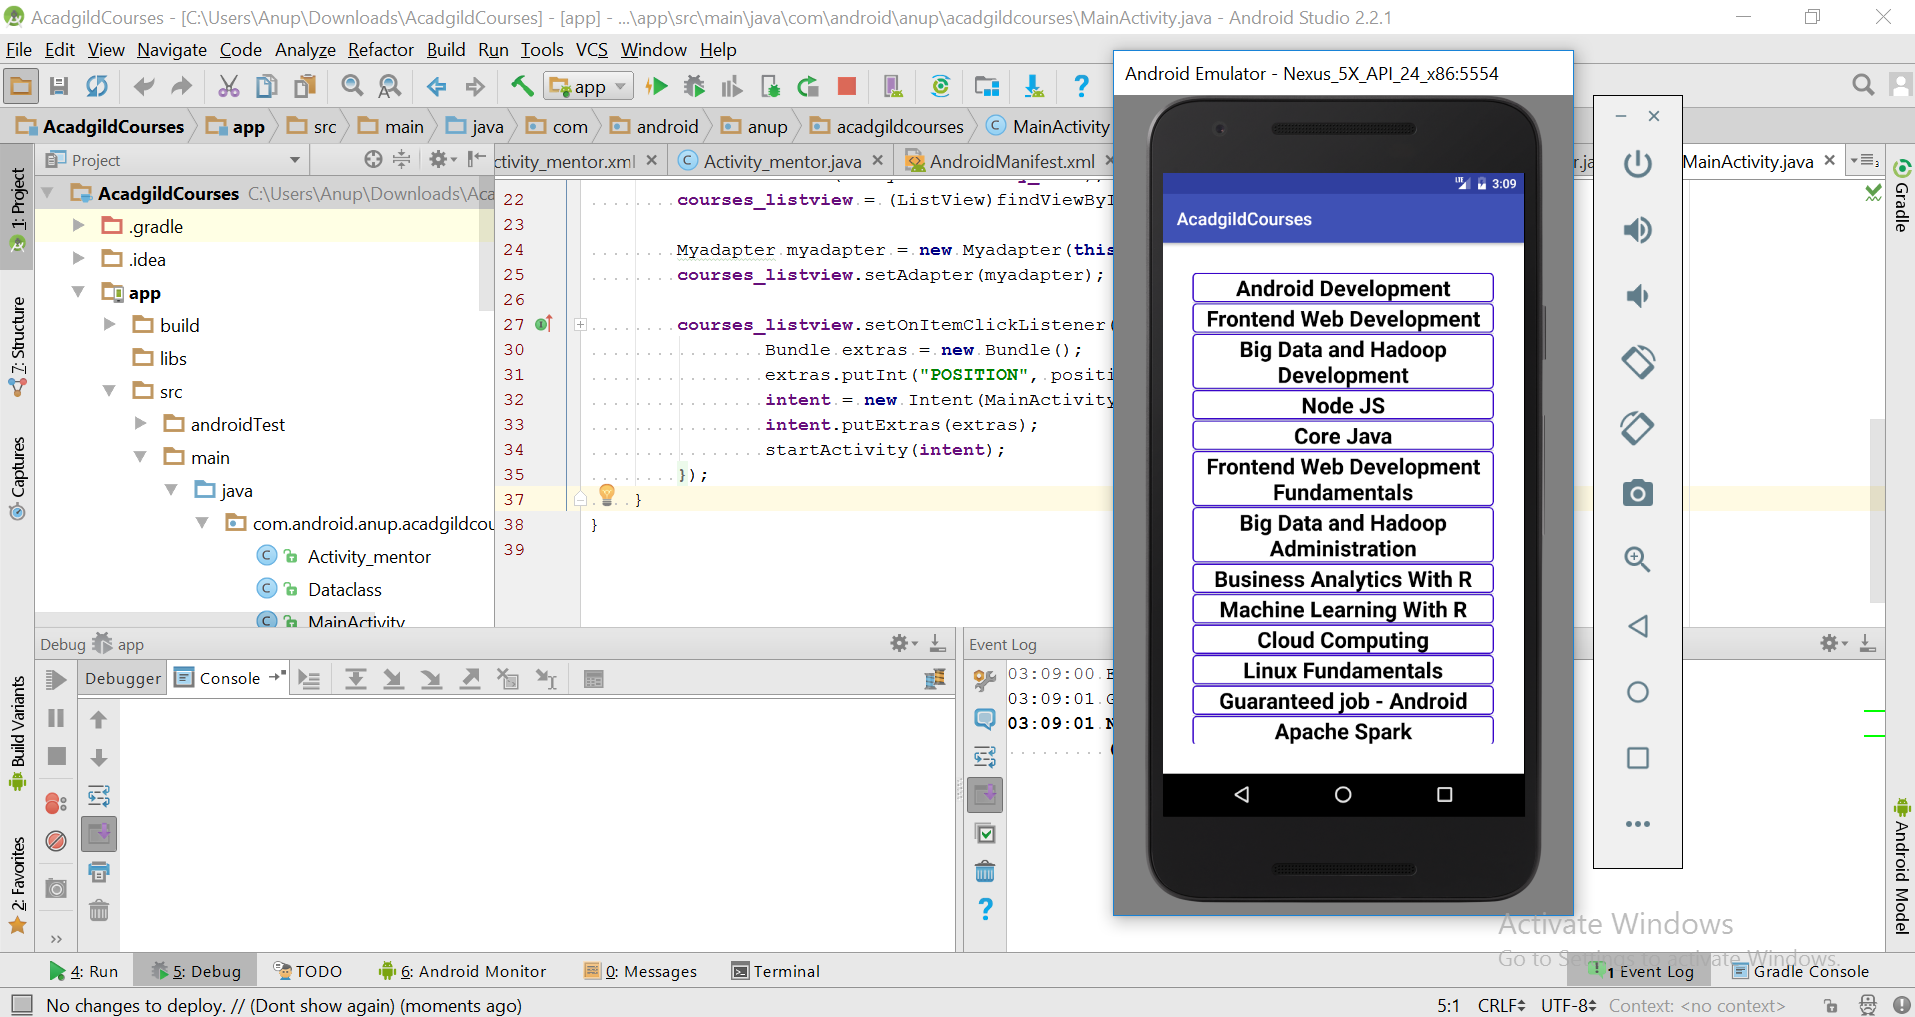 AcadgildCourses - [C:\Users\Anup\Downloads\AcadgildCourses] - [app] - ...\app\src\main\java\com\android\anup\acadgildcourses\MainActivity.java - Android Studio 2.2.1
File Edit View Navigate Code Analyze Refactor Build Run Tools VCS Window Help
app
AcadgildCourses app src main java com android anup acadgildcourses MainActivity
Project
ctivity_mentor.xml Activity_mentor.java AndroidManifest.xml MainActivity.java
1: Project
7: Structure
Captures
Build Variants
2: Favorites
AcadgildCourses C:\Users\Anup\Downloads\Aca
.gradle
.idea
app
build
libs
src
androidTest
main
java
com.android.anup.acadgildcou
Activity_mentor
Dataclass
MainActivity
22 courses_listview = (ListView)findViewByI
23
24 Myadapter myadapter = new Myadapter(this
25 courses_listview.setAdapter(myadapter);
26
27 courses_listview.setOnItemClickListener(
30 Bundle extras = new Bundle();
31 extras.putInt("POSITION", positi
32 intent = new Intent(MainActivity
33 intent.putExtras(extras);
34 startActivity(intent);
35 });
37 }
38 }
39
Android Emulator - Nexus_5X_API_24_x86:5554
LTE 3:09
AcadgildCourses
Android Development
Frontend Web Development
Big Data and Hadoop
Development
Node JS
Core Java
Frontend Web Development
Fundamentals
Big Data and Hadoop
Administration
Business Analytics With R
Machine Learning With R
Cloud Computing
Linux Fundamentals
Guaranteed job - Android
Apache Spark
Gradle
Android Model
Debug app
Debugger Console
Event Log
03:09:00 E
03:09:01 G
03:09:01 N
(
Activate Windows
Go to Settings to activate Windows.
4: Run 5: Debug TODO 6: Android Monitor 0: Messages Terminal 1 Event Log Gradle Console
No changes to deploy. // (Dont show again) (moments ago) 5:1 CRLF UTF-8 Context: <no context>